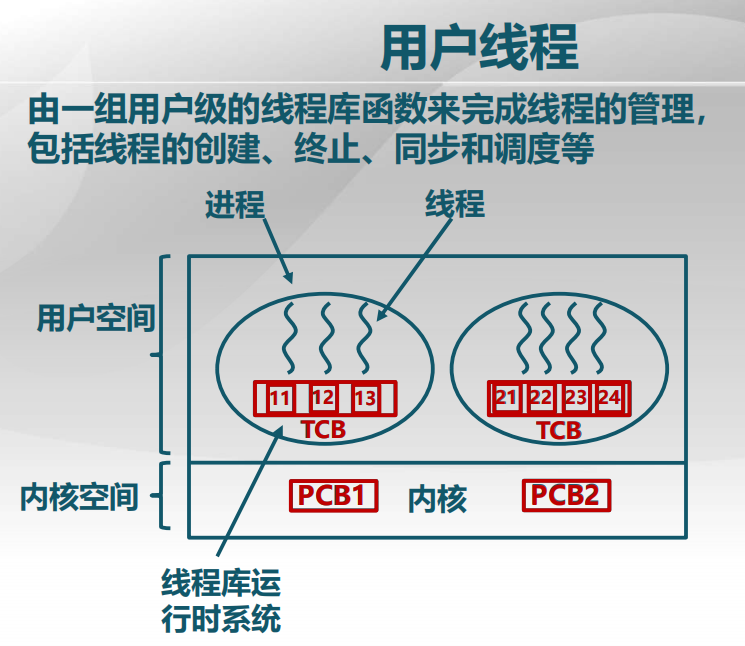 用户线程
由一组用户级的线程库函数来完成线程的管理，
包括线程的创建、终止、同步和调度等
进程
线程
用户空间
11 12 13
TCB
21 22 23 24
TCB
内核空间
PCB1
内核
PCB2
线程库运
行时系统